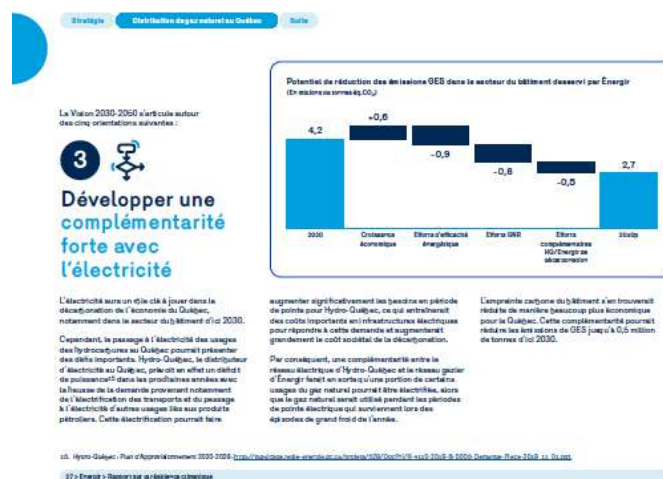 Stratégie
Distribution de gaz naturel au Québec
Suite
Potentiel de réduction des émissions GES dans le secteur du bâtiment desservi par Énergir
(En millions de tonnes éq. CO₂)
La Vision 2030-2050 s'articule autour
des cinq orientations suivantes :
3
Développer une
complémentarité
forte avec
l'électricité
4,2
+0,6
-0,9
-0,8
-0,5
2,7
2020
Croissance
économique
Efforts d'efficacité
énergétique
Efforts GNR
Efforts
complémentaires
HQ/Énergir de
décarbonation
L'électricité aura un rôle clé à jouer dans la
décarbonation de l'économie du Québec,
notamment dans le secteur du bâtiment d'ici 2030.
Cependant, le passage à l'électricité des usages
des hydrocarbures au Québec pourrait présenter
des défis importants. Hydro-Québec, le distributeur
d'électricité au Québec, prévoit en effet un déficit
de puissance dans les prochaines années avec
la hausse de la demande provenant notamment
de l'électrification des transports et du passage
à l'électricité d'autres usages liés aux produits
pétroliers. Cette électrification pourrait faire
augmenter significativement les besoins en période
de pointe pour Hydro-Québec, ce qui entraînerait
des coûts importants en infrastructures électriques
pour répondre à cette demande et augmenterait
grandement le coût sociétal de la décarbonation.
Par conséquent, une complémentarité entre le
réseau électrique d'Hydro-Québec et le réseau gazier
d'Énergir ferait en sorte qu'une portion de certains
usages du gaz naturel pourrait être électrifiée, alors
que le gaz naturel serait utilisé pendant les périodes
de pointe électrique qui surviennent lors des
épisodes de grand froid de l'année.
L'empreinte carbone du bâtiment s'en trouverait
réduite de manière beaucoup plus économique
pour le Québec. Cette complémentarité pourrait
réduire les émissions de GES jusqu'à 0,5 million
de tonnes d'ici 2030.
Hydro-Québec - Plan d'Approvisionnement 2020-2029
27 > Énergir > Rapport sur la résilience climatique